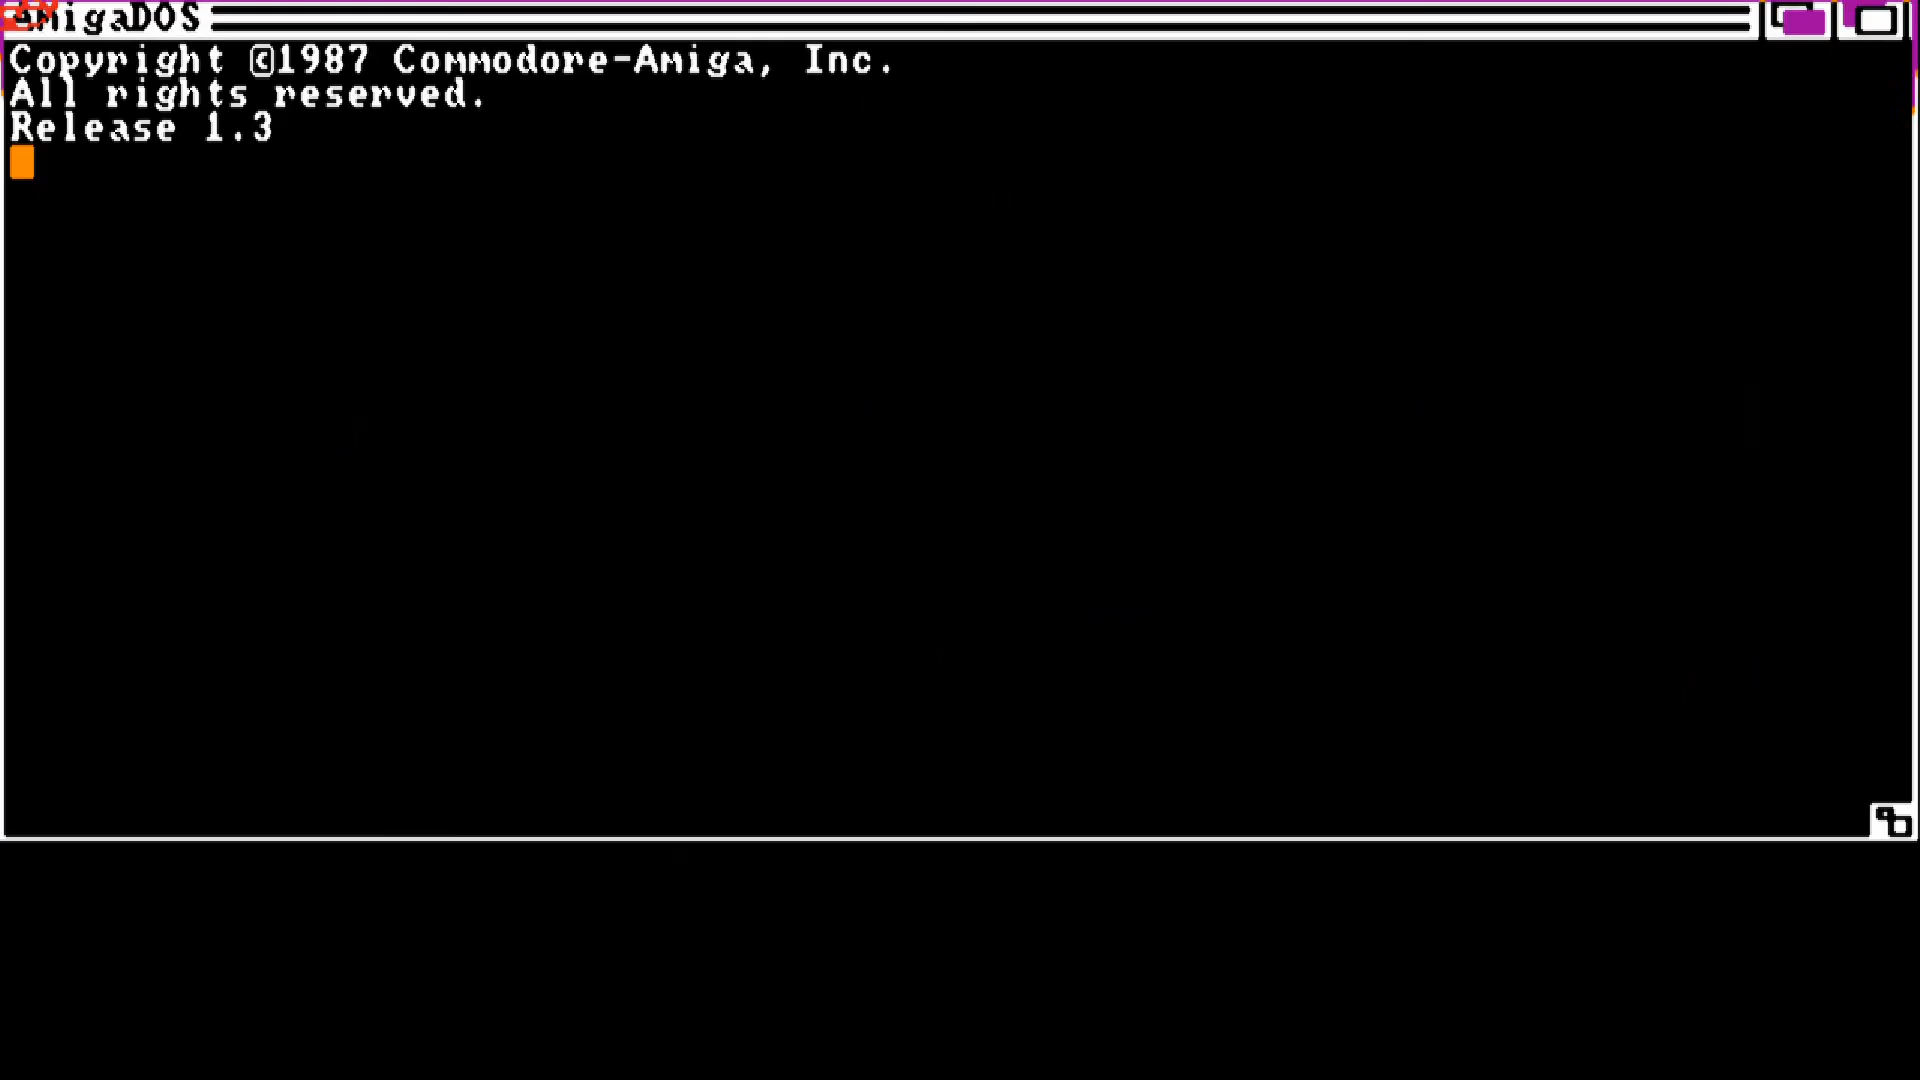 AmigaDOS
Copyright ©1987 Commodore-Amiga, Inc.
All rights reserved.
Release 1.3